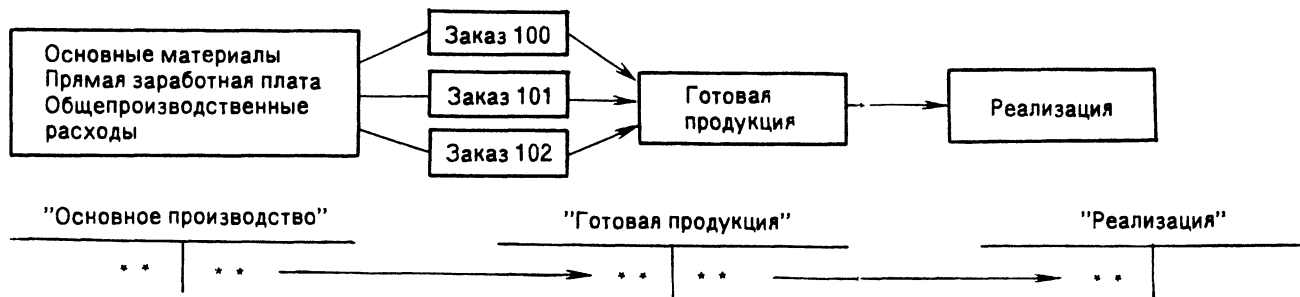 Основные материалы
Прямая заработная плата
Общепроизводственные
расходы
Заказ 100
Заказ 101
Заказ 102
Готовая
продукция
Реализация
"Основное производство"
"Готовая продукция"
"Реализация"
* * * * * * * * * *